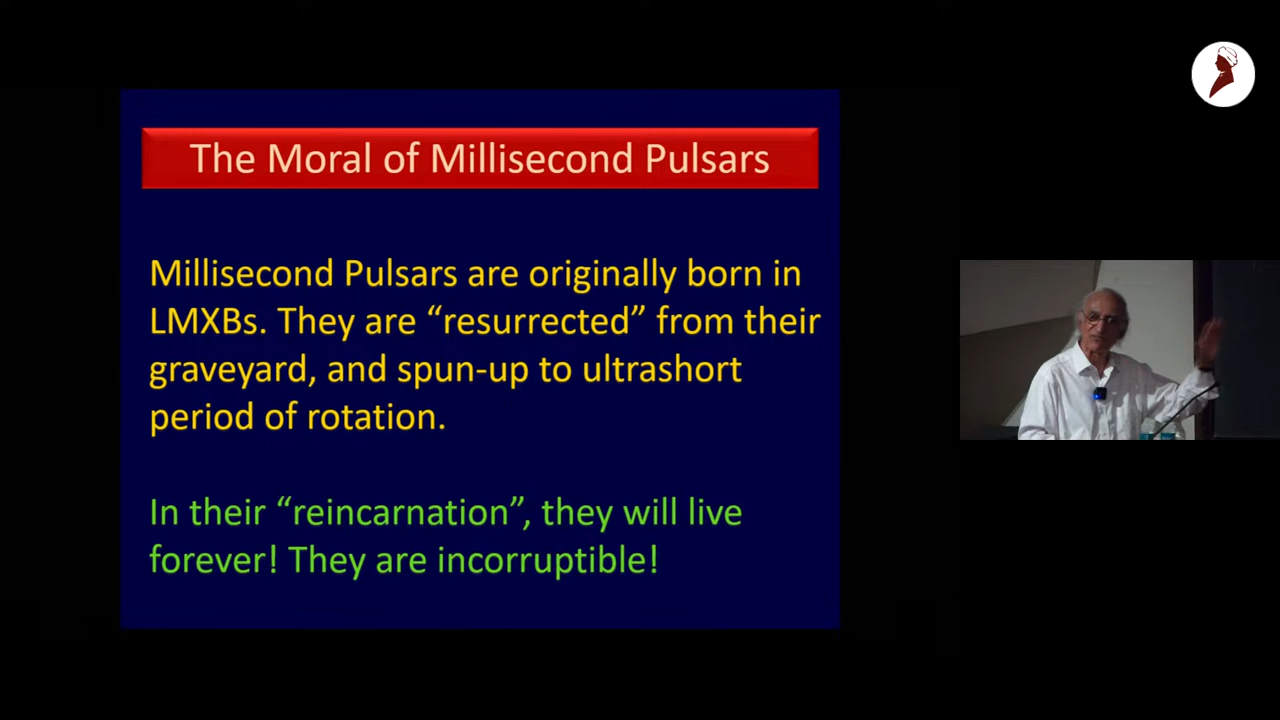 The Moral of Millisecond Pulsars
Millisecond Pulsars are originally born in
LMXBs. They are “resurrected” from their
graveyard, and spun-up to ultrashort
period of rotation.
In their “reincarnation”, they will live
forever! They are incorruptible!